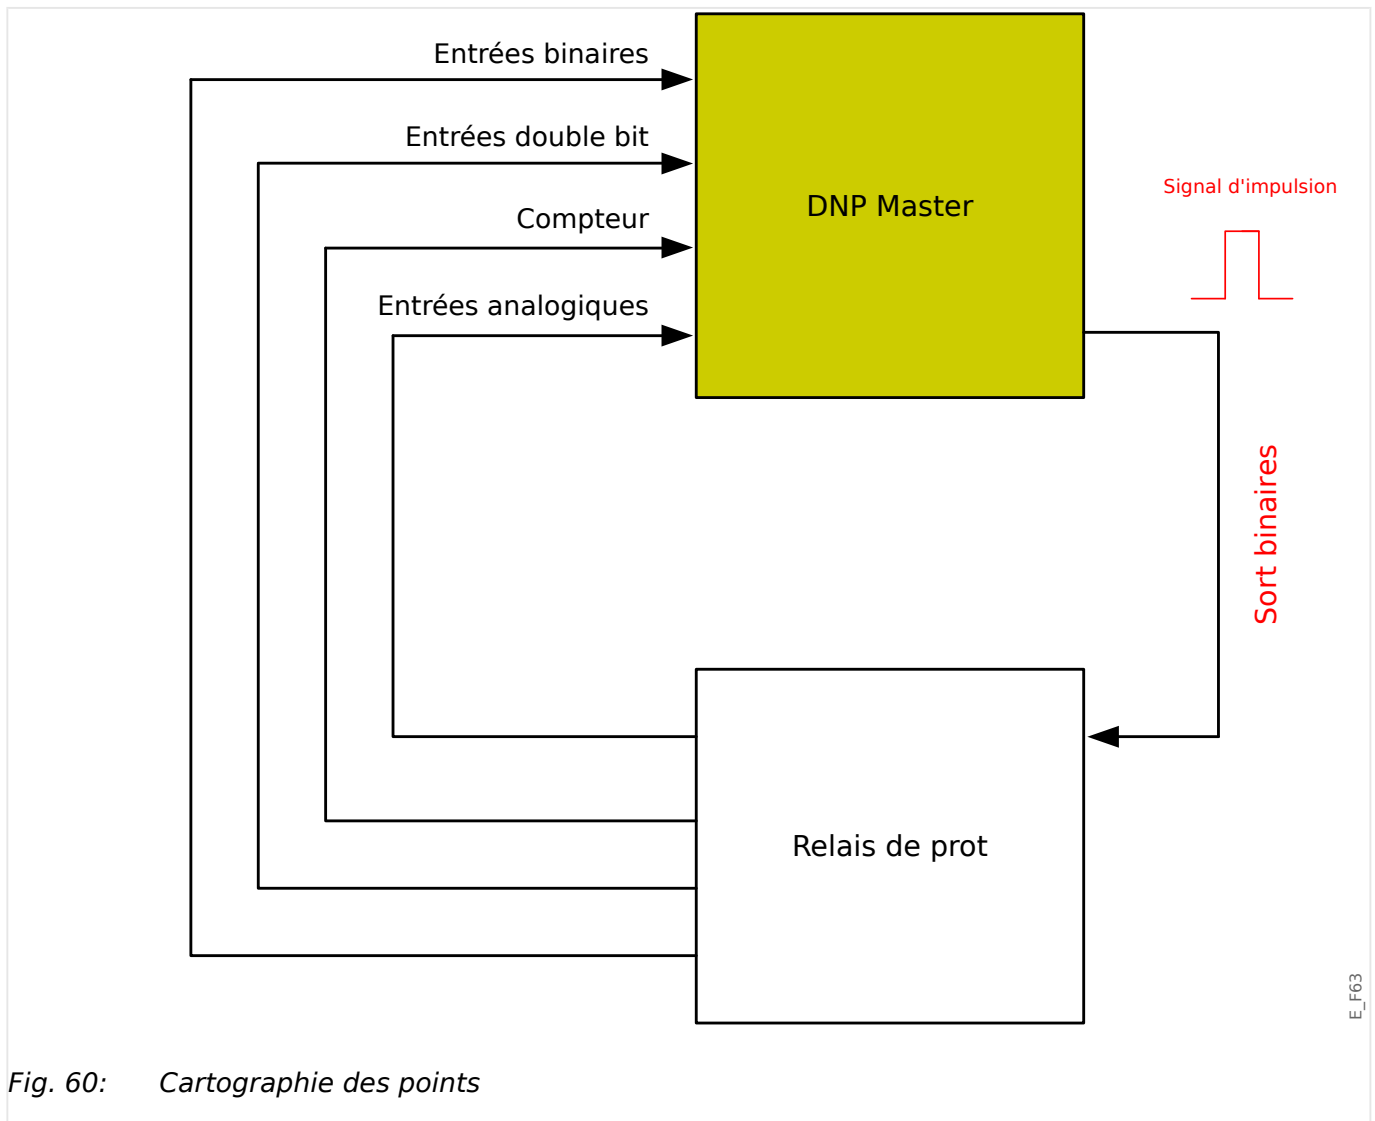 Entrées binaires
Entrées double bit
Compteur
Entrées analogiques
DNP Master
Signal d'impulsion
Sort binaires
Relais de prot
E_F63
Fig. 60: Cartographie des points